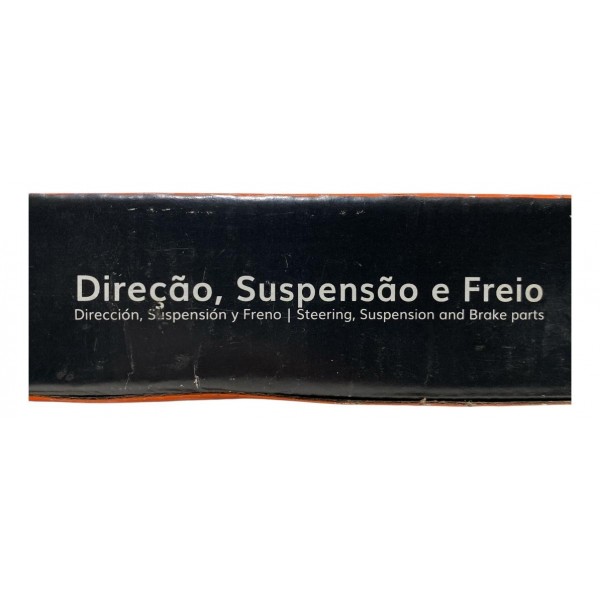 Direção, Suspensão e Freio
Dirección, Suspensión y Freno | Steering, Suspension and Brake parts